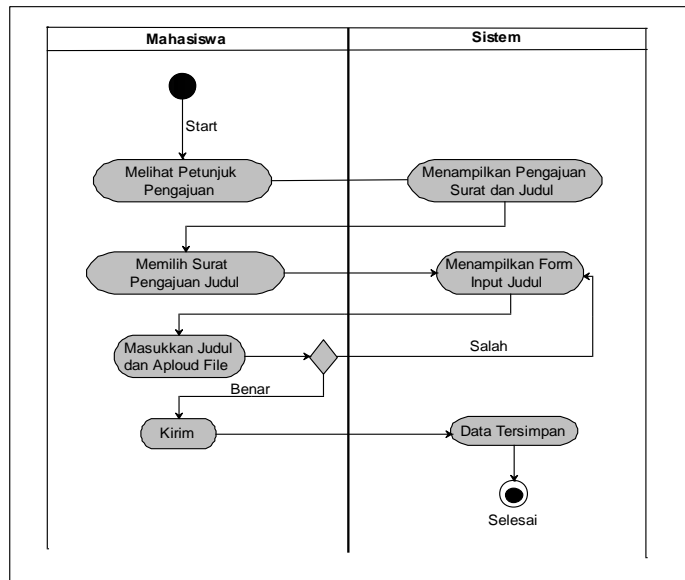 Mahasiswa
Sistem
Start
Melihat Petunjuk
Pengajuan
Menampilkan Pengajuan
Surat dan Judul
Memilih Surat
Pengajuan Judul
Menampilkan Form
Input Judul
Masukkan Judul
dan Aploud File
Salah
Benar
Kirim
Data Tersimpan
Selesai